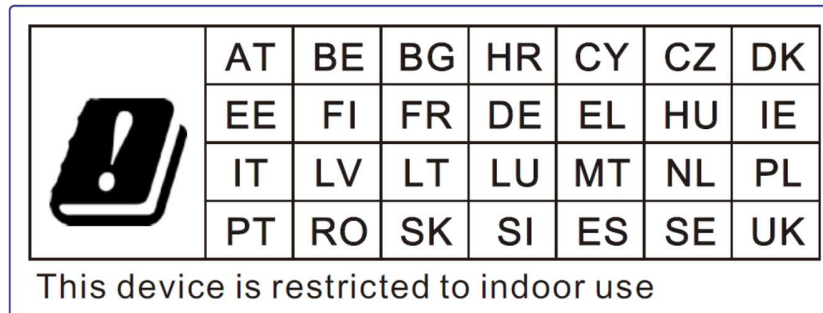 AT BE BG HR CY CZ DK
EE FI FR DE EL HU IE
IT LV LT LU MT NL PL
PT RO SK SI ES SE UK
This device is restricted to indoor use